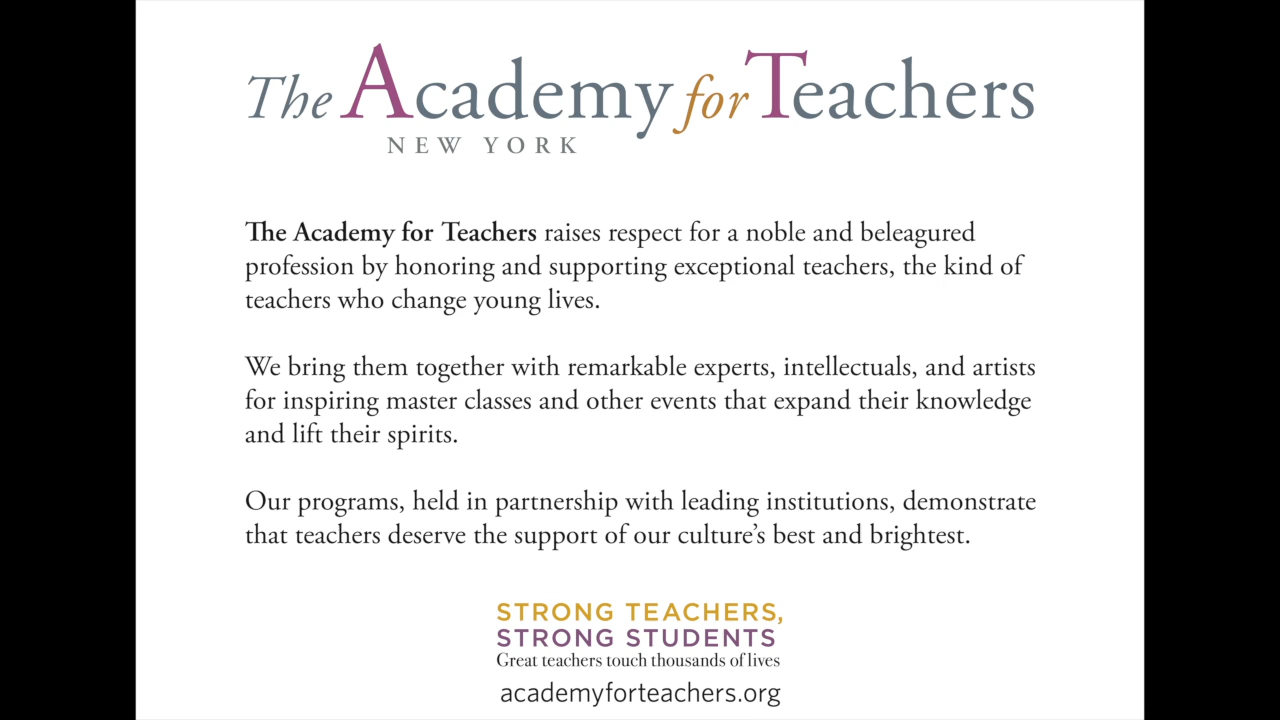 The Academy for Teachers
NEW YORK
The Academy for Teachers raises respect for a noble and beleagured
profession by honoring and supporting exceptional teachers, the kind of
teachers who change young lives.
We bring them together with remarkable experts, intellectuals, and artists
for inspiring master classes and other events that expand their knowledge
and lift their spirits.
Our programs, held in partnership with leading institutions, demonstrate
that teachers deserve the support of our culture’s best and brightest.
STRONG TEACHERS,
STRONG STUDENTS
Great teachers touch thousands of lives
academyforteachers.org